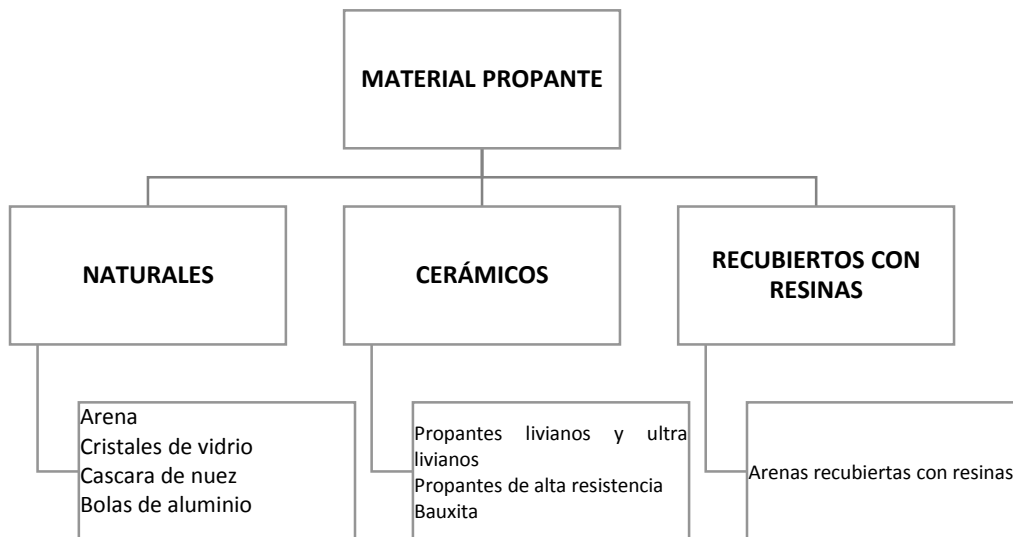 MATERIAL PROPANTE
NATURALES
CERÁMICOS
RECUBIERTOS CON
RESINAS
Arena
Cristales de vidrio
Cascara de nuez
Bolas de aluminio
Propantes livianos y ultra
livianos
Propantes de alta resistencia
Bauxita
Arenas recubiertas con resinas